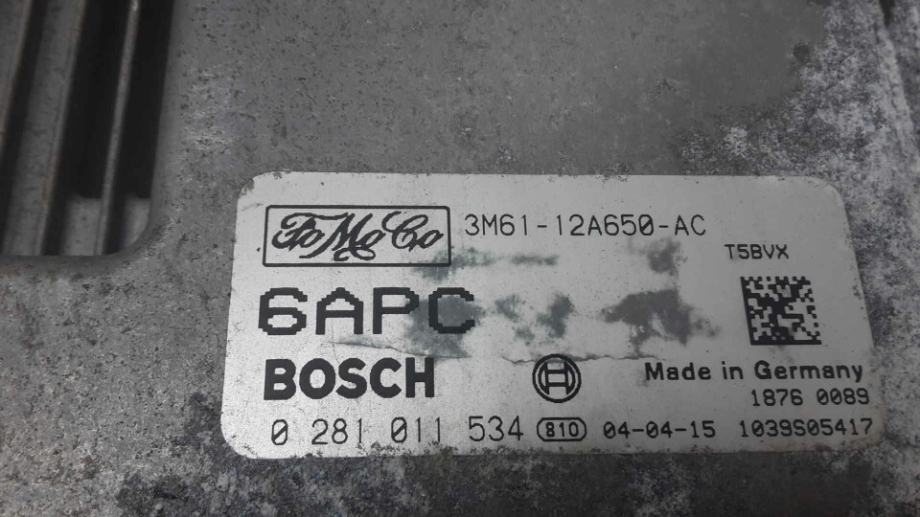 FoMoCo 3M61-12A650-AC
T5BVX
6APC
BOSCH
Made in Germany
1876 0089
0 281 011 534 810 04-04-15 1039S05417